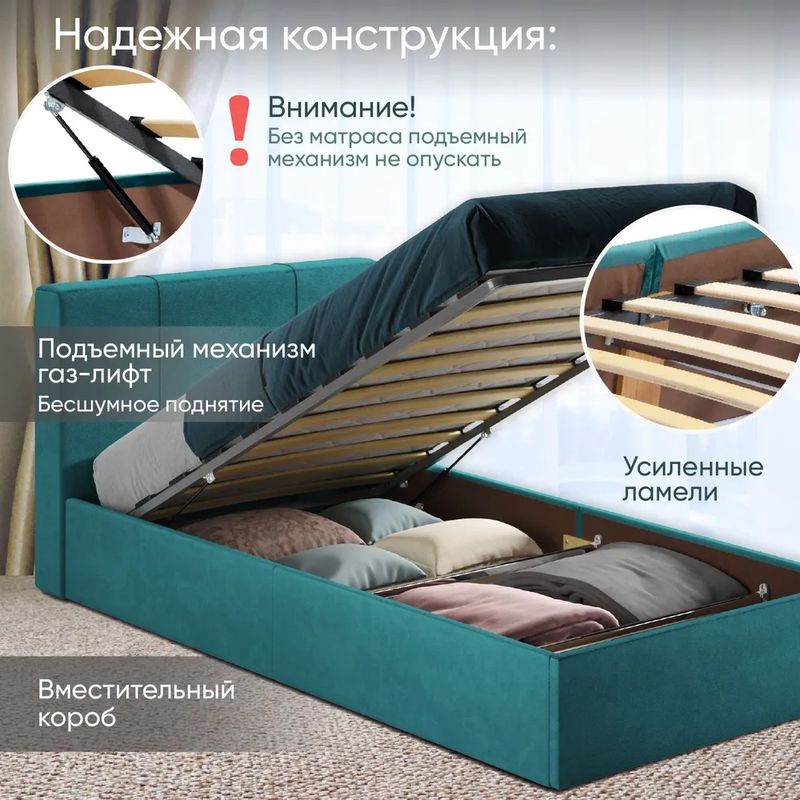 Надежная конструкция:
Внимание!
Без матраса подъемный
механизм не опускать
Подъемный механизм
газ-лифт
Бесшумное поднятие
Усиленные
ламели
Вместительный
короб